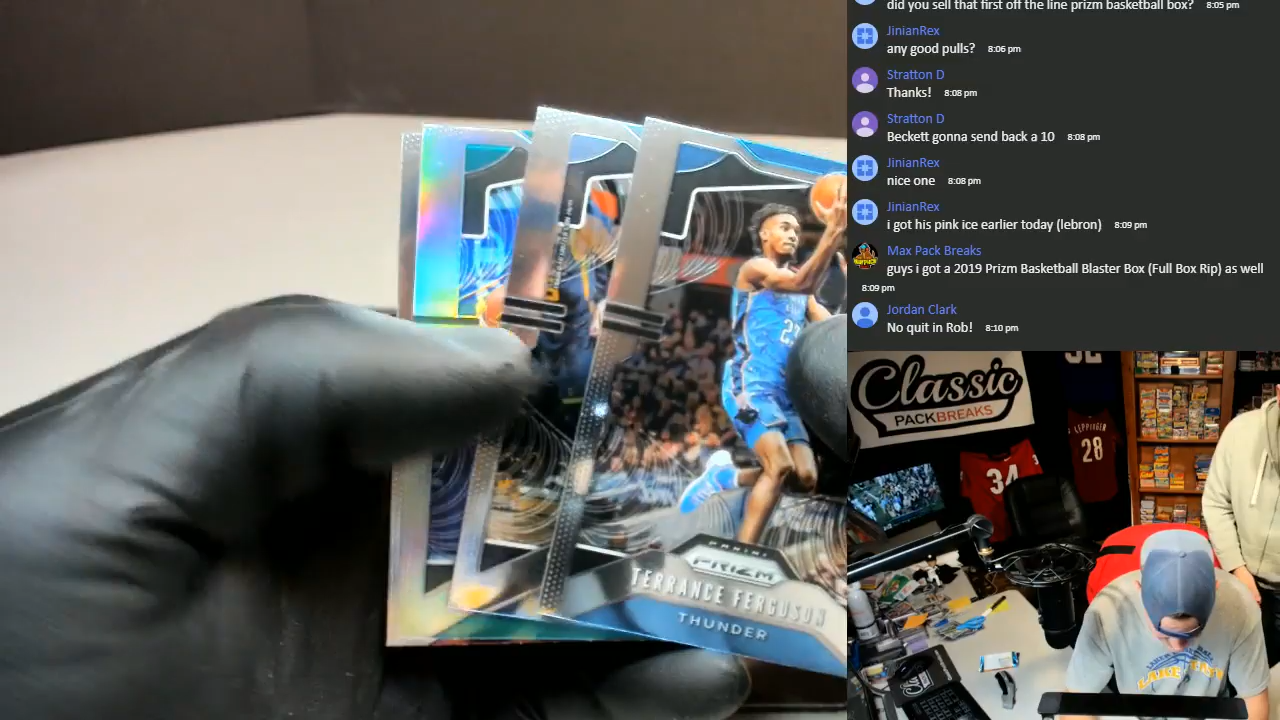 did you sell that first off the line prizm basketball box? 8:05 pm
JinianRex
any good pulls? 8:06 pm
Stratton D
Thanks! 8:08 pm
Stratton D
Beckett gonna send back a 10 8:08 pm
JinianRex
nice one 8:08 pm
JinianRex
i got his pink ice earlier today (lebron) 8:09 pm
Max Pack Breaks
guys i got a 2019 Prizm Basketball Blaster Box (Full Box Rip) as well
8:09 pm
Jordan Clark
No quit in Rob! 8:10 pm
PANINI
PRIZM
TERRANCE FERGUSON
THUNDER
Classic
PACKBREAKS
34
LEPPINGER
28